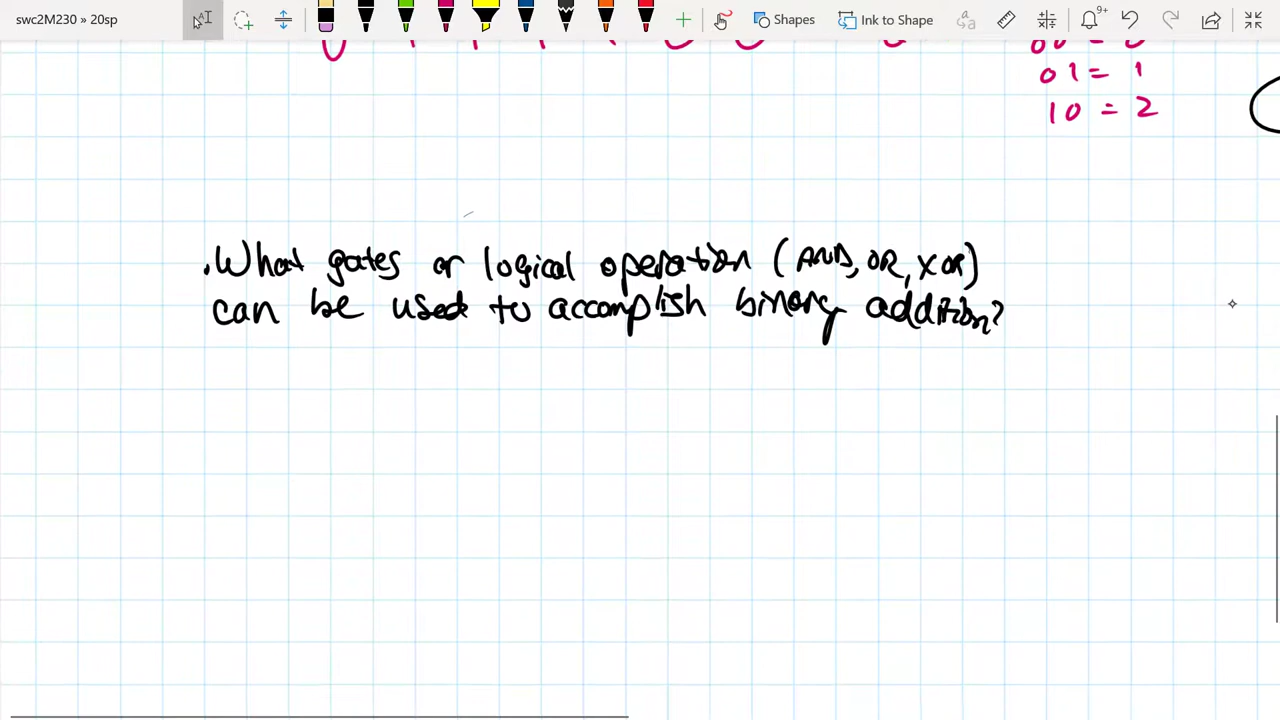 swc2M230 » 20sp
Shapes
Ink to Shape
9+
01 = 1
10 = 2
.What gates or logical operation (AND, OR, XOR)
can be used to accomplish binary addition?